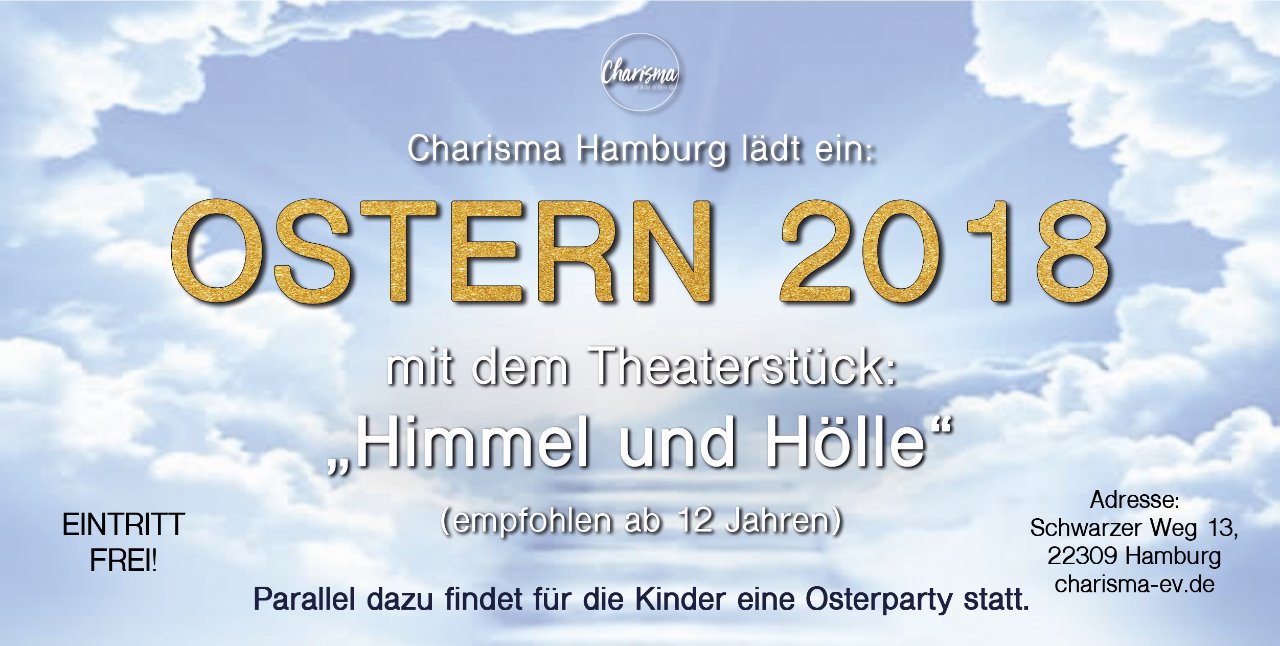 Charisma
HAMBURG
Charisma Hamburg lädt ein:
OSTERN 2018
mit dem Theaterstück:
„Himmel und Hölle“
(empfohlen ab 12 Jahren)
EINTRITT
FREI!
Adresse:
Schwarzer Weg 13,
22309 Hamburg
charisma-ev.de
Parallel dazu findet für die Kinder eine Osterparty statt.